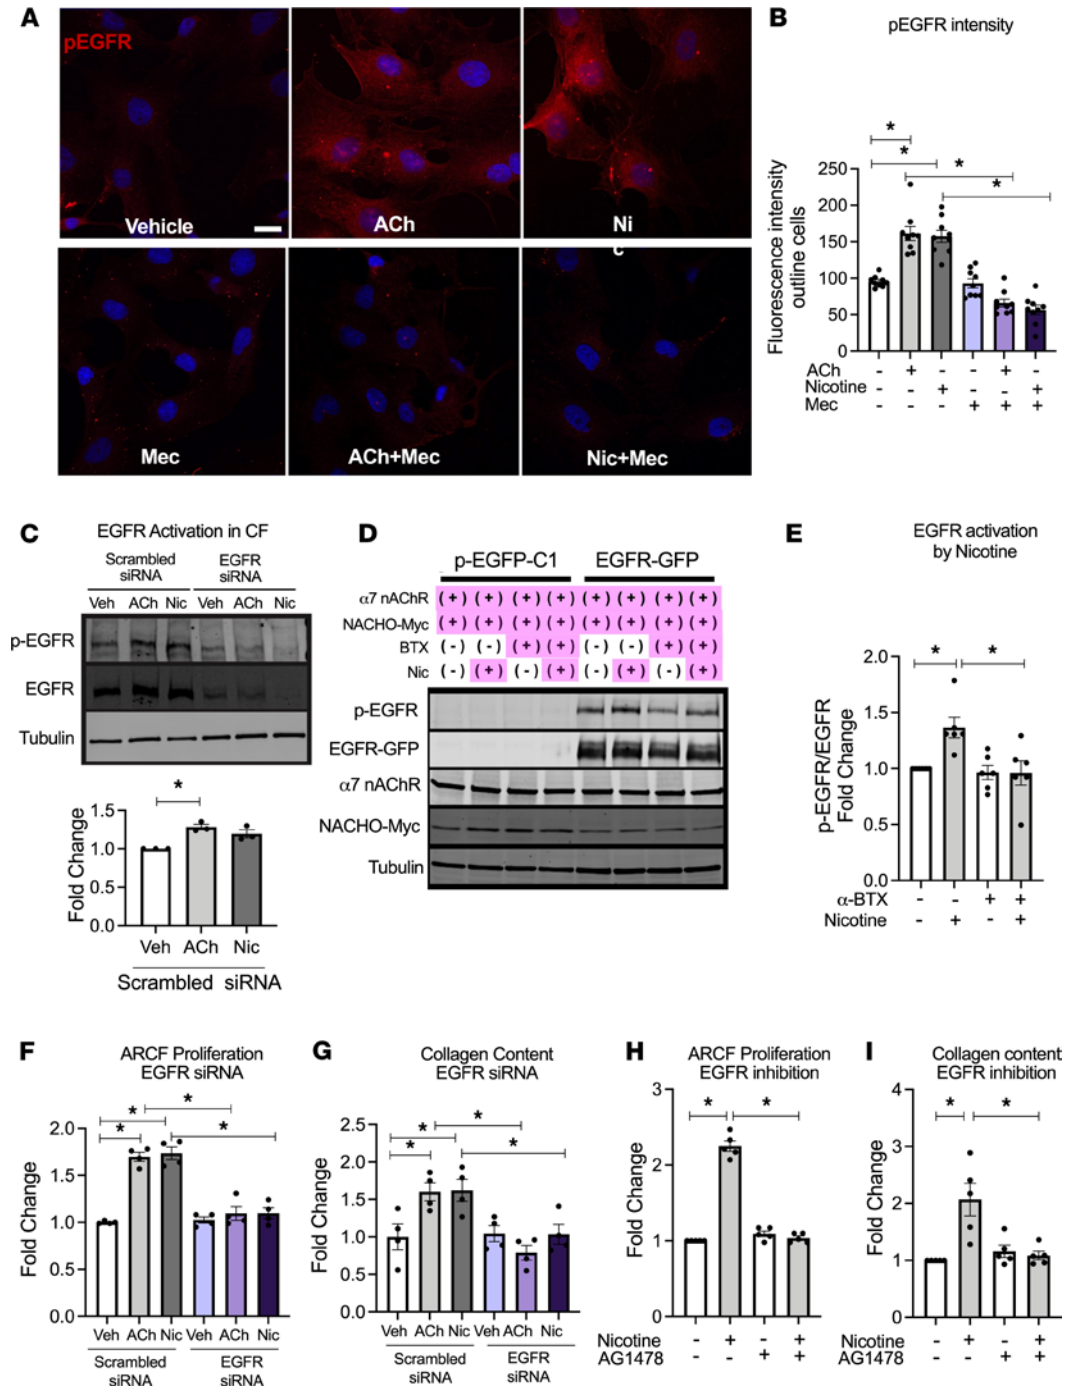 A
pEGFR
Vehicle
ACh
Ni
c
Mec
ACh+Mec
Nic+Mec
B
pEGFR intensity
Fluorescence intensity
outline cells
250
200
150
100
50
0
* * * *
ACh - + - - + -
Nicotine - - + - - +
Mec - - - + + +
C
EGFR Activation in CF
Scrambled
siRNA
EGFR
siRNA
Veh ACh Nic Veh ACh Nic
p-EGFR
EGFR
Tubulin
*
Fold Change
1.5
1.0
0.5
0.0
Veh ACh Nic
Scrambled siRNA
D
p-EGFP-C1 EGFR-GFP
α7 nAChR (+) (+) (+) (+) (+) (+) (+) (+)
NACHO-Myc (+) (+) (+) (+) (+) (+) (+) (+)
BTX (-) (-) (+) (+) (-) (-) (+) (+)
Nic (-) (+) (-) (+) (-) (+) (-) (+)
p-EGFR
EGFR-GFP
α7 nAChR
NACHO-Myc
Tubulin
E
EGFR activation
by Nicotine
* *
p-EGFR/EGFR
Fold Change
2.0
1.5
1.0
0.5
0.0
α-BTX - - + +
Nicotine - + - +
F
ARCF Proliferation
EGFR siRNA
* * * *
Fold Change
2.0
1.5
1.0
0.5
0.0
Veh ACh Nic Veh ACh Nic
Scrambled
siRNA
EGFR
siRNA
G
Collagen Content
EGFR siRNA
* * * *
Fold Change
2.5
2.0
1.5
1.0
0.5
0.0
Veh ACh Nic Veh ACh Nic
Scrambled
siRNA
EGFR
siRNA
H
ARCF Proliferation
EGFR inhibition
* *
Fold Change
3
2
1
0
Nicotine - + - +
AG1478 - - + +
I
Collagen content
EGFR inhibition
* *
Fold Change
4
3
2
1
0
Nicotine - + - +
AG1478 - - + +